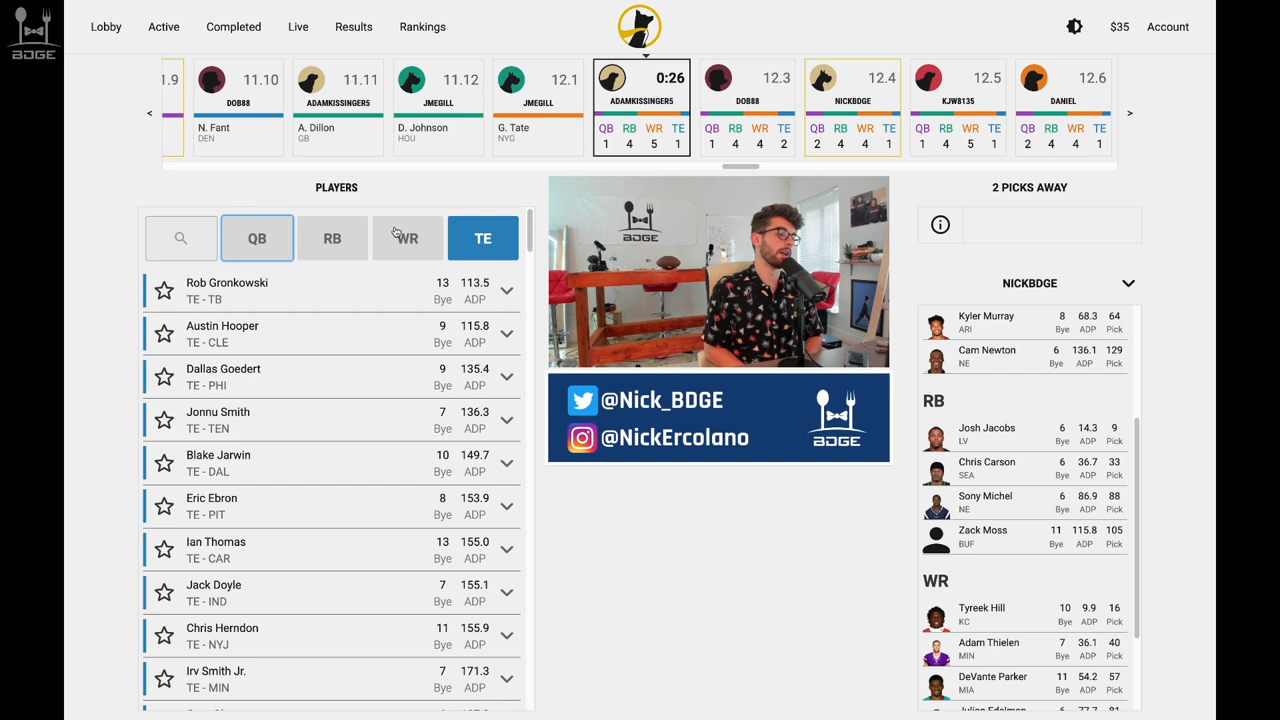 BDGE
Lobby
Active
Completed
Live
Results
Rankings
$35
Account
1.9
11.10
DOB88
N. Fant
DEN
11.11
ADAMKISSINGER5
A. Dillon
GB
11.12
JMEGILL
D. Johnson
HOU
12.1
JMEGILL
G. Tate
NYG
0:26
ADAMKISSINGER5
QB RB WR TE
1 4 5 1
12.3
DOB88
QB RB WR TE
1 4 4 2
12.4
NICKBDGE
QB RB WR TE
2 4 4 1
12.5
KJW8135
QB RB WR TE
1 4 5 1
12.6
DANIEL
QB RB WR TE
2 4 4 1
<
>
PLAYERS
QB
RB
WR
TE
Rob Gronkowski 13 113.5
TE - TB Bye ADP
Austin Hooper 9 115.8
TE - CLE Bye ADP
Dallas Goedert 9 135.4
TE - PHI Bye ADP
Jonnu Smith 7 136.3
TE - TEN Bye ADP
Blake Jarwin 10 149.7
TE - DAL Bye ADP
Eric Ebron 8 153.9
TE - PIT Bye ADP
Ian Thomas 13 155.0
TE - CAR Bye ADP
Jack Doyle 7 155.1
TE - IND Bye ADP
Chris Herndon 11 155.9
TE - NYJ Bye ADP
Irv Smith Jr. 7 171.3
TE - MIN Bye ADP
BDGE
@Nick_BDGE
@NickErcolano
BDGE
2 PICKS AWAY
NICKBDGE
Kyler Murray 8 68.3 64
ARI Bye ADP Pick
Cam Newton 6 136.1 129
NE Bye ADP Pick
RB
Josh Jacobs 6 14.3 9
LV Bye ADP Pick
Chris Carson 6 36.7 33
SEA Bye ADP Pick
Sony Michel 6 86.9 88
NE Bye ADP Pick
Zack Moss 11 115.8 105
BUF Bye ADP Pick
WR
Tyreek Hill 10 9.9 16
KC Bye ADP Pick
Adam Thielen 7 36.1 40
MIN Bye ADP Pick
DeVante Parker 11 54.2 57
MIA Bye ADP Pick
Julian Edelman 6 77.7 81